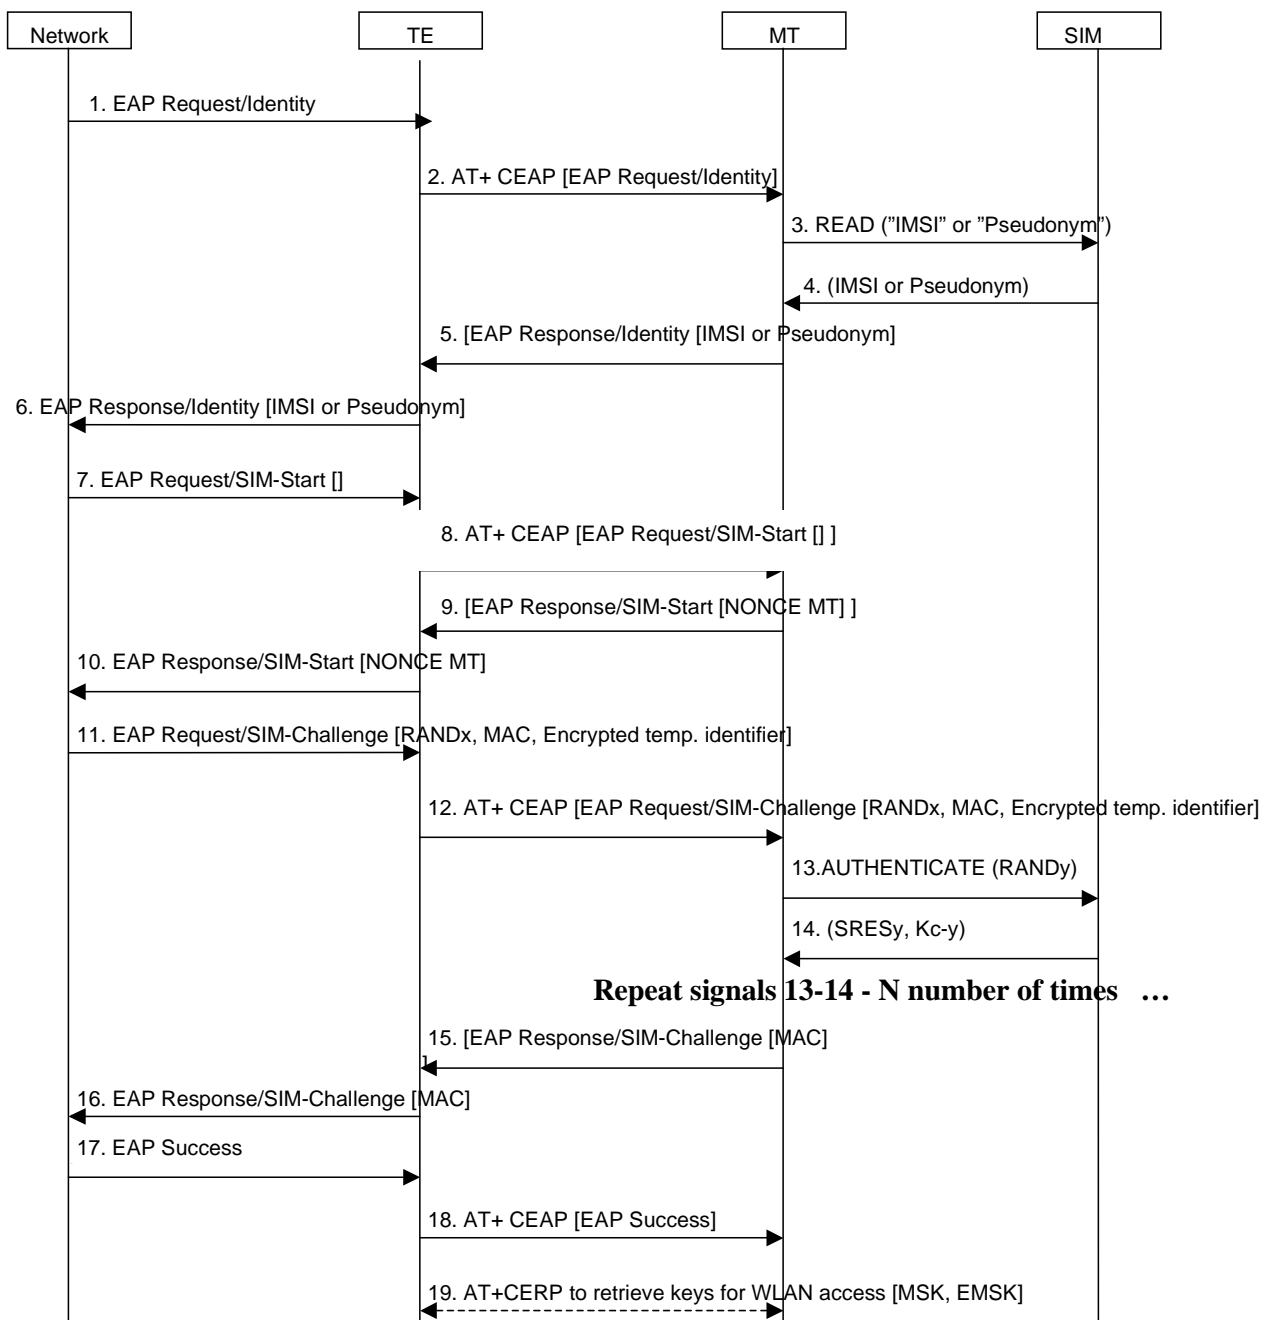 Network TE MT SIM
1. EAP Request/Identity
2. AT+ CEAP [EAP Request/Identity]
3. READ ("IMSI" or ”Pseudonym”)
4. (IMSI or Pseudonym)
5. [EAP Response/Identity [IMSI or Pseudonym]
6. EAP Response/Identity [IMSI or Pseudonym]
7. EAP Request/SIM-Start []
8. AT+ CEAP [EAP Request/SIM-Start [] ]
9. [EAP Response/SIM-Start [NONCE MT] ]
10. EAP Response/SIM-Start [NONCE MT]
11. EAP Request/SIM-Challenge [RANDx, MAC, Encrypted temp. identifier]
12. AT+ CEAP [EAP Request/SIM-Challenge [RANDx, MAC, Encrypted temp. identifier]
13.AUTHENTICATE (RANDy)
14. (SRESy, Kc-y)
Repeat signals 13-14 - N number of times …
15. [EAP Response/SIM-Challenge [MAC]
]
16. EAP Response/SIM-Challenge [MAC]
17. EAP Success
18. AT+ CEAP [EAP Success]
19. AT+CERP to retrieve keys for WLAN access [MSK, EMSK]